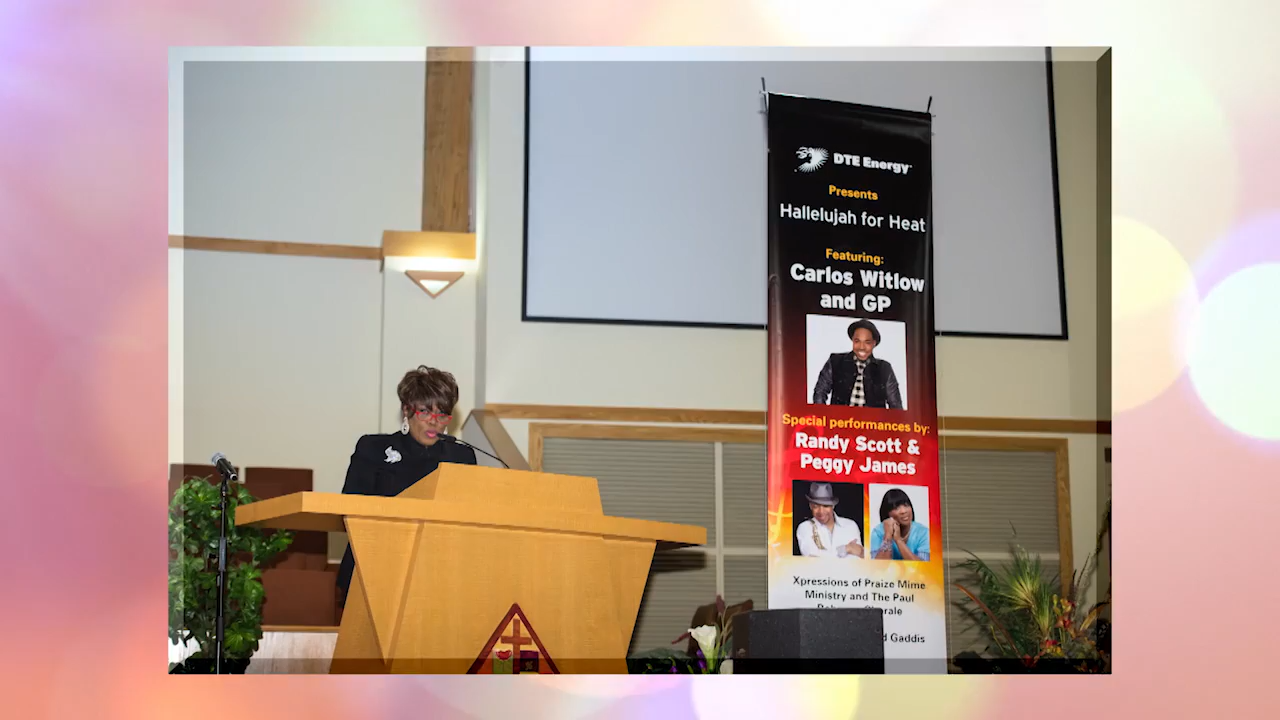 DTE Energy
Presents
Hallelujah for Heat
Featuring:
Carlos Witlow
and GP
Special performances by:
Randy Scott &
Peggy James
Xpressions of Praize Mime
Ministry and The Paul
Gaddis